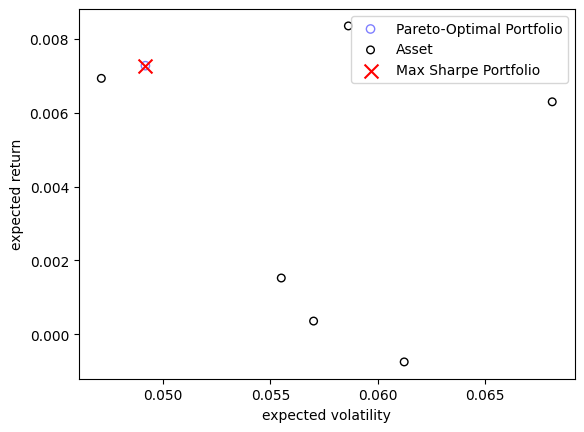 Pareto-Optimal Portfolio
Asset
Max Sharpe Portfolio
0.008
0.006
0.004
0.002
0.000
expected return
0.050
0.055
0.060
0.065
expected volatility